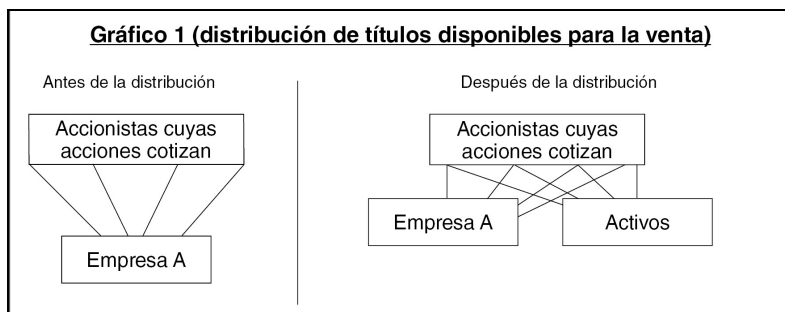 Gráfico 1 (distribución de títulos disponibles para la venta)
Antes de la distribución
Accionistas cuyas
acciones cotizan
Empresa A
Después de la distribución
Accionistas cuyas
acciones cotizan
Empresa A
Activos